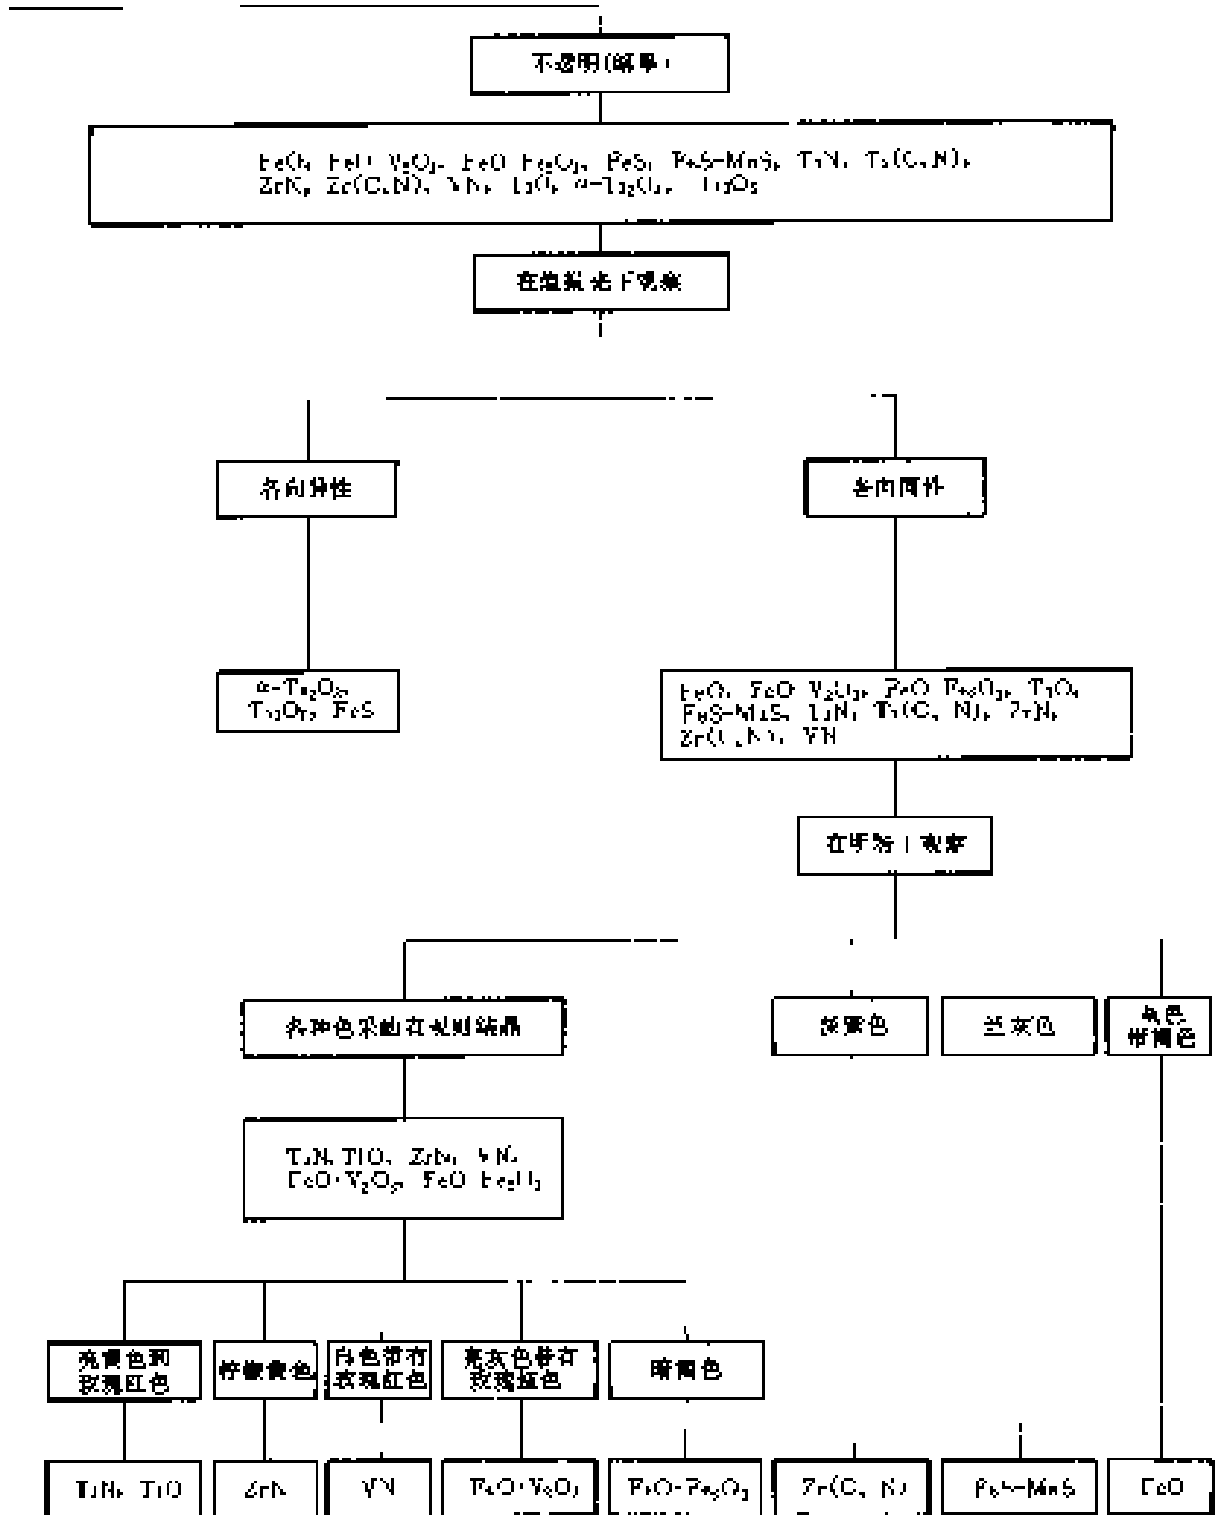 不透明(暗场)
FeO, FeO·V₂O₃, FeO·Fe₂O₃, FeS, FeS-MnS, TiN, Ti(C,N),
ZrN, Zr(C,N), VN, TiO, α-Ti₂O₃, Ti₃O₅
在偏振光下观察
各向异性
各向同性
α-Ti₂O₃,
Ti₃O₅, FeS
FeO, FeO·V₂O₃, FeO·Fe₂O₃, TiO,
FeS-MnS, TiN, Ti(C, N), ZrN,
Zr(C,N), VN
在明场下观察
各种色采的有规则结晶
兰灰色
灰色
带褐色
TiN, TiO, ZrN, VN,
FeO·V₂O₃, FeO·Fe₂O₃
亮黄色到
玫瑰红色
柠檬黄色
白色带有
玫瑰红色
亮灰色带有
玫瑰红色
暗褐色
TiN, TiO
ZrN
VN
FeO·V₂O₃
FeO·Fe₂O₃
Zr(C, N)
FeS-MnS
FeO